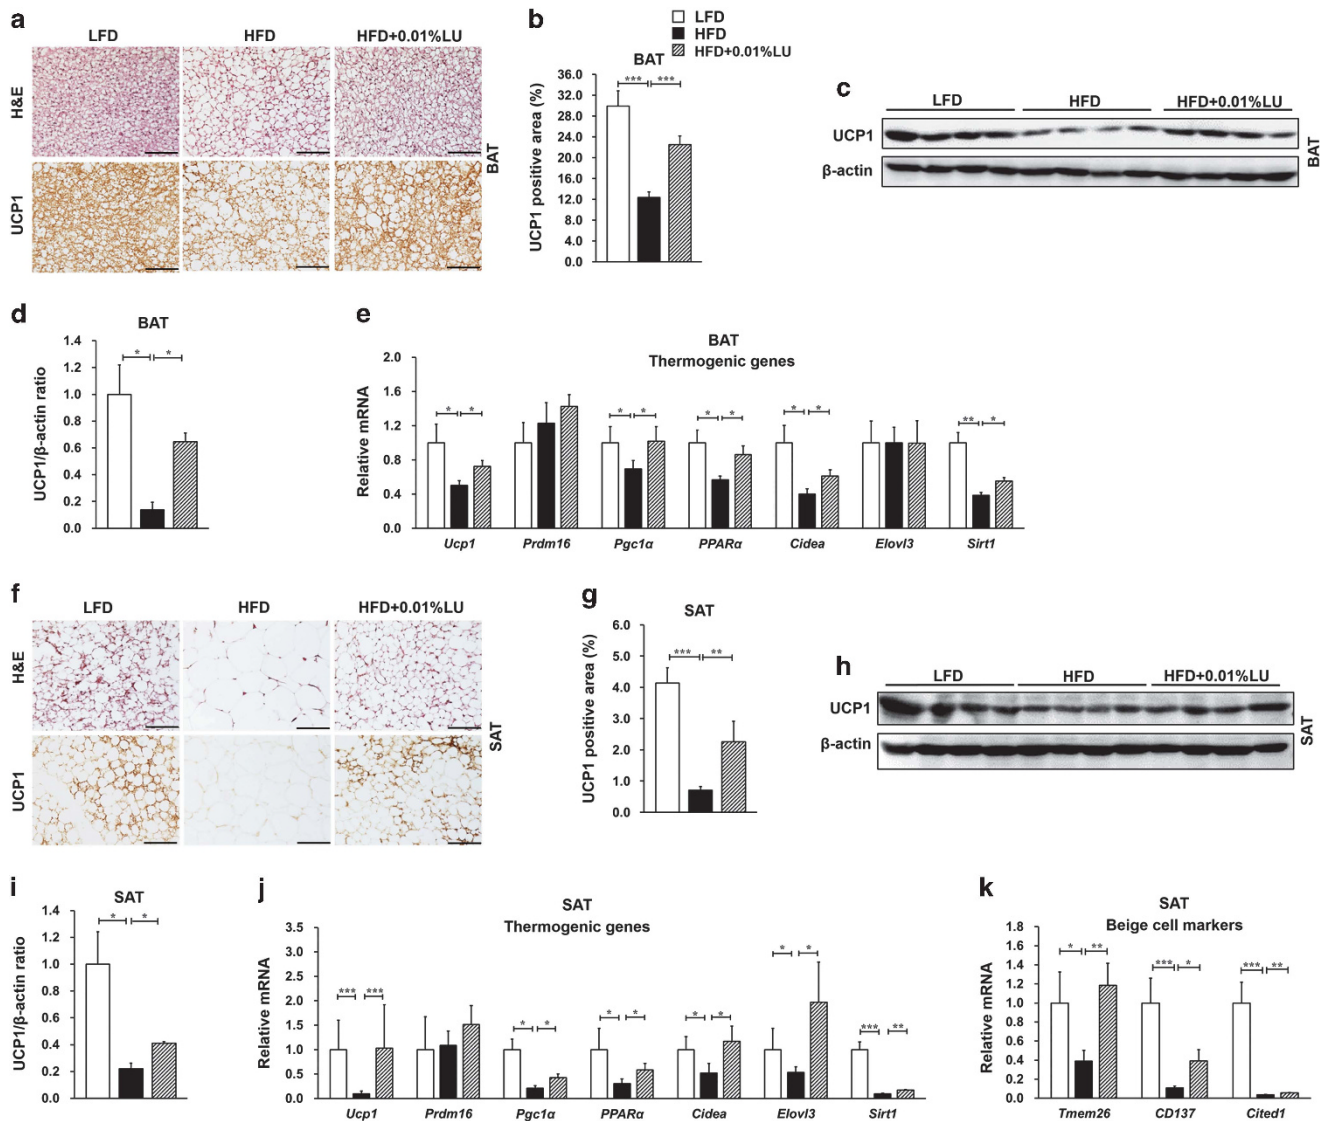 a
LFD HFD HFD+0.01%LU
H&E
UCP1
BAT
b
LFD
HFD
HFD+0.01%LU
BAT
UCP1 positive area (%)
36.0
32.0
28.0
24.0
20.0
16.0
12.0
8.0
4.0
0.0
*** ***
c
LFD HFD HFD+0.01%LU
UCP1
β-actin
BAT
d
BAT
UCP1/β-actin ratio
1.4
1.2
1.0
0.8
0.6
0.4
0.2
0.0
* *
e
BAT
Thermogenic genes
Relative mRNA
2.0
1.6
1.2
0.8
0.4
0.0
* * * * * * * * ** *
Ucp1 Prdm16 Pgc1α PPARα Cidea Elovl3 Sirt1
f
LFD HFD HFD+0.01%LU
H&E
UCP1
SAT
g
SAT
UCP1 positive area (%)
6.0
5.0
4.0
3.0
2.0
1.0
0.0
*** **
h
LFD HFD HFD+0.01%LU
UCP1
β-actin
SAT
i
SAT
UCP1/β-actin ratio
1.4
1.2
1.0
0.8
0.6
0.4
0.2
0.0
* *
j
SAT
Thermogenic genes
Relative mRNA
3.5
3.0
2.5
2.0
1.5
1.0
0.5
0.0
*** *** * * * * * * * * *** **
Ucp1 Prdm16 Pgc1α PPARα Cidea Elovl3 Sirt1
k
SAT
Beige cell markers
Relative mRNA
1.8
1.6
1.4
1.2
1.0
0.8
0.6
0.4
0.2
0.0
* ** *** * *** **
Tmem26 CD137 Cited1